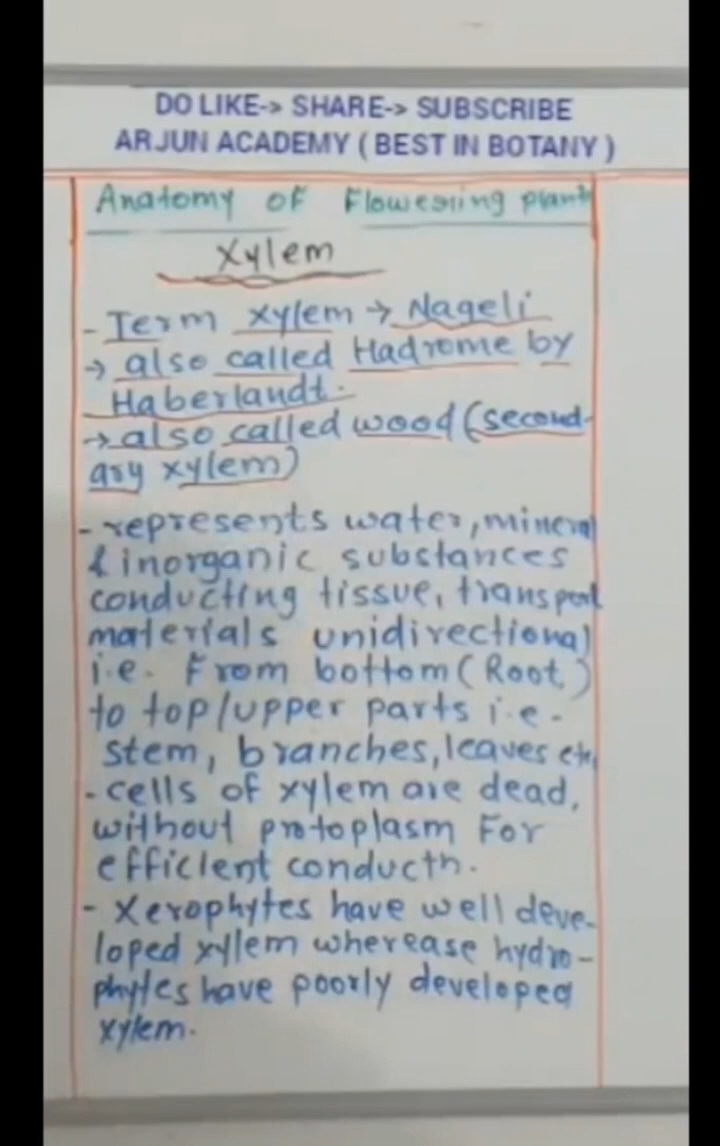 DO LIKE-> SHARE-> SUBSCRIBE
ARJUN ACADEMY ( BEST IN BOTANY )
Anatomy of Flowering plants
Xylem
- Term xylem → Nageli
→ also called Hadrome by
Haberlandt.
→ also called wood (second-
ary xylem)
- represents water, mineral
& inorganic substances
conducting tissue, transport
materials unidirectional
i.e. From bottom (Root)
to top/upper parts i.e-
stem, branches, leaves etc
- cells of xylem are dead,
without protoplasm For
efficient conductn.
- Xerophytes have well deve-
loped xylem wherease hydro-
phytes have poorly developed
xylem.